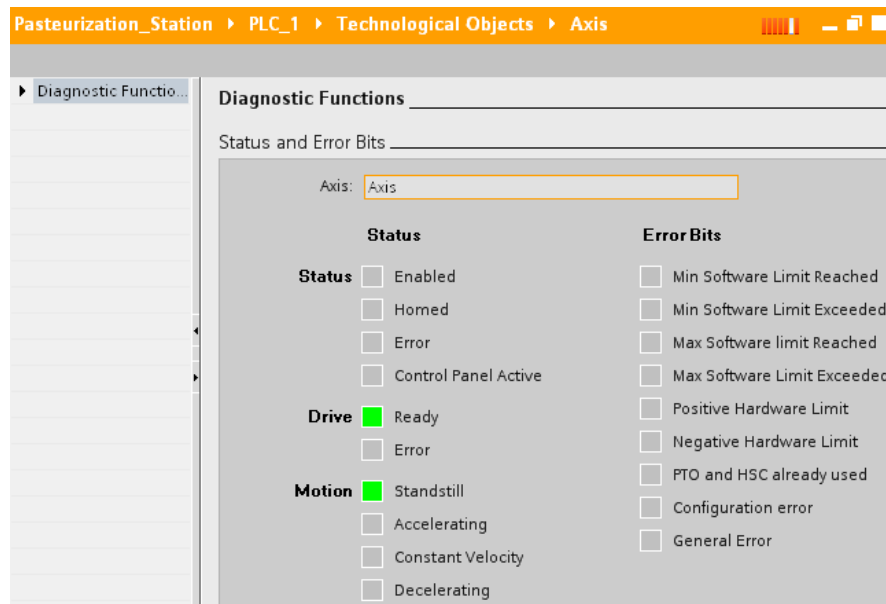 Pasteurization_Station ▸ PLC_1 ▸ Technological Objects ▸ Axis
Diagnostic Functio...
Diagnostic Functions
Status and Error Bits
Axis: Axis
Status
Error Bits
Status Enabled
Min Software Limit Reached
Homed
Min Software Limit Exceeded
Error
Max Software limit Reached
Control Panel Active
Max Software Limit Exceeded
Drive Ready
Positive Hardware Limit
Error
Negative Hardware Limit
PTO and HSC already used
Motion Standstill
Configuration error
Accelerating
General Error
Constant Velocity
Decelerating